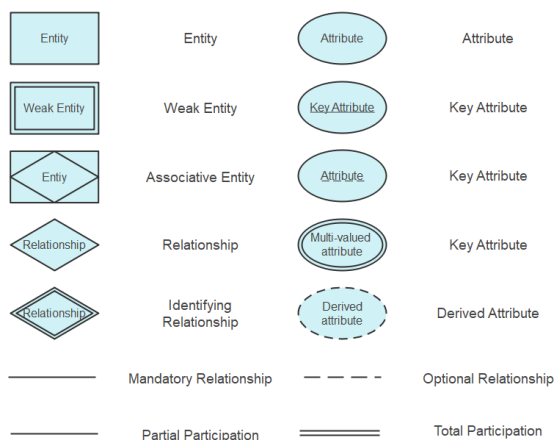 Entity Entity Attribute Attribute
Weak Entity Weak Entity Key Attribute Key Attribute
Entiy Associative Entity Attribute Key Attribute
Relationship Relationship Multi-valued attribute Key Attribute
Relationship Identifying Relationship Derived attribute Derived Attribute
Mandatory Relationship Optional Relationship
Partial Participation Total Participation